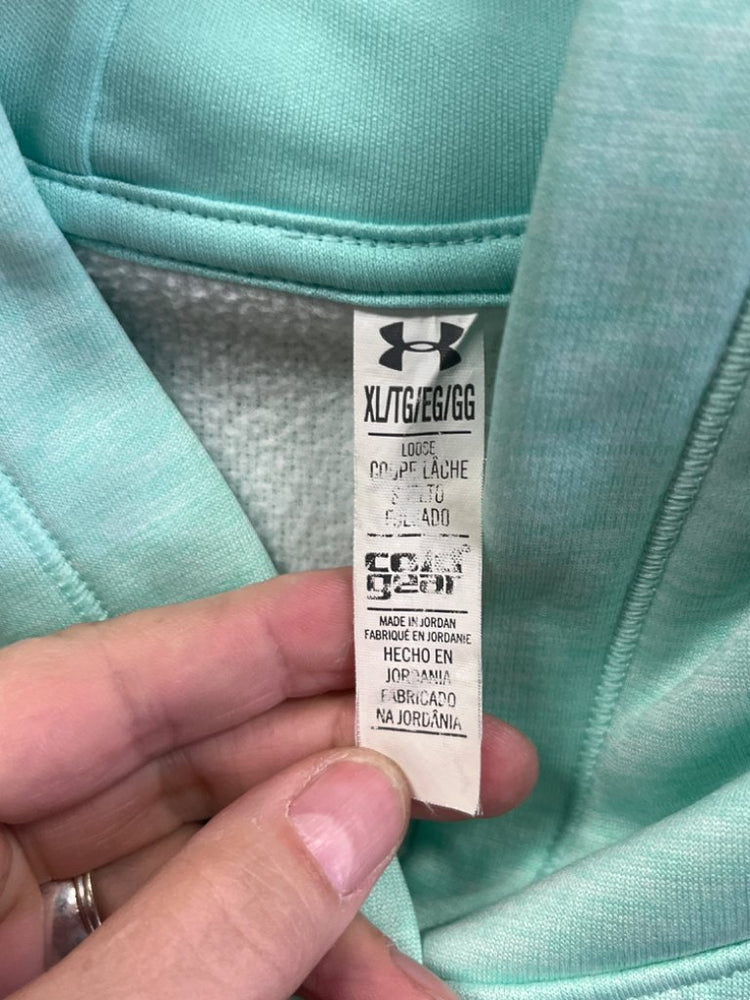 XL/TG/EG/GG
LOOSE
COUPE LÂCHE
cold
gear
MADE IN JORDAN
FABRIQUÉ EN JORDANIE
HECHO EN
JORDANIA
FABRICADO
NA JORDÂNIA